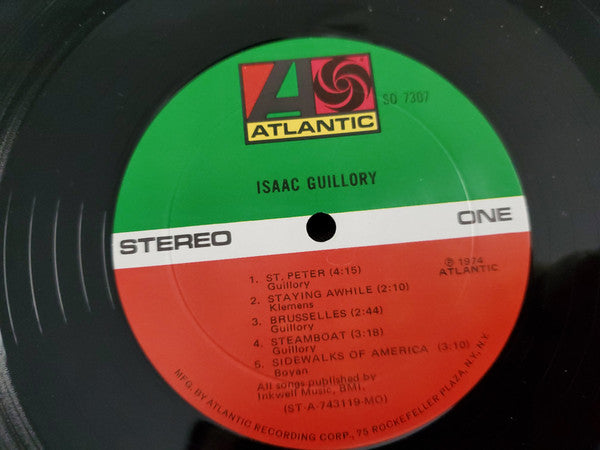 SD 7307
ATLANTIC
ISAAC GUILLORY
STEREO
ONE
℗ 1974
ATLANTIC
1. ST. PETER (4:15)
Guillory
2. STAYING AWHILE (2:10)
Klemens
3. BRUSSELLES (2:44)
Guillory
4. STEAMBOAT (3:18)
Guillory
5. SIDEWALKS OF AMERICA (3:10)
Boyan
All songs published by
Inkwell Music, BMI.
(ST-A-743119-MO)
MFG. BY ATLANTIC RECORDING CORP., 75 ROCKEFELLER PLAZA, N.Y., N.Y.